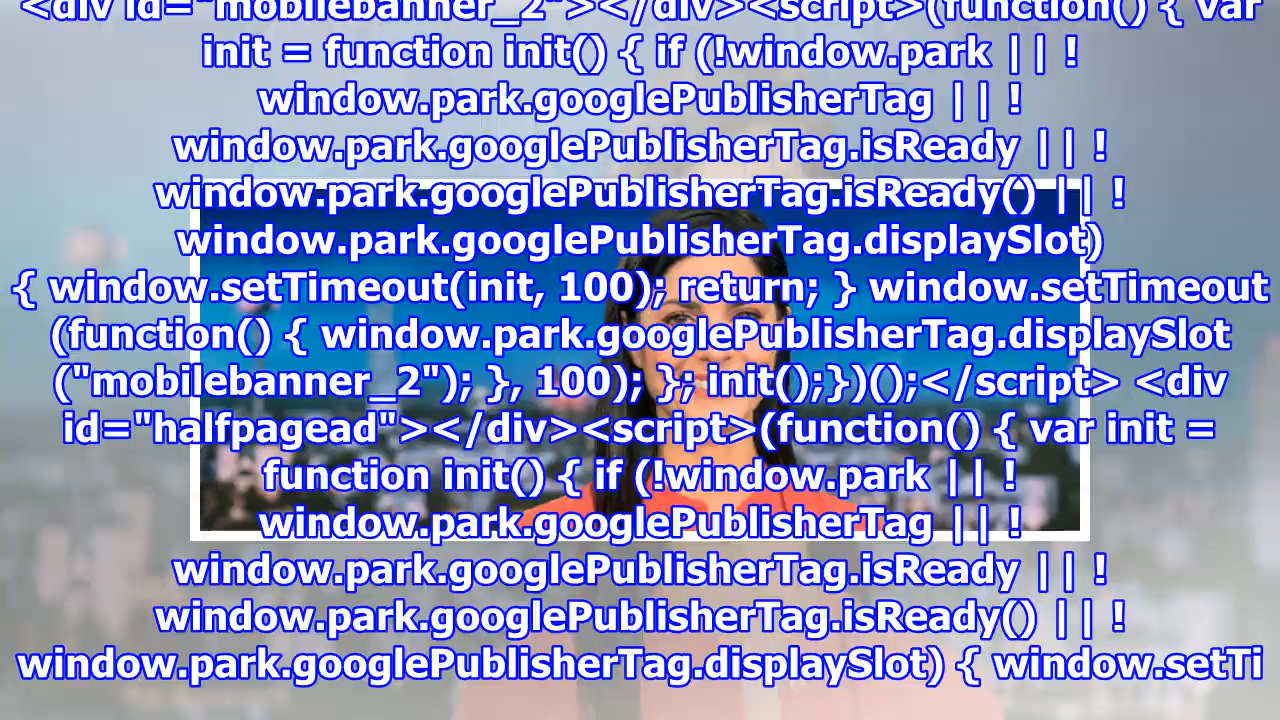 <div id="mobilebanner_2"></div><script>(function() { var
init = function init() { if (!window.park || !
window.park.googlePublisherTag || !
window.park.googlePublisherTag.isReady || !
window.park.googlePublisherTag.isReady() || !
window.park.googlePublisherTag.displaySlot)
{ window.setTimeout(init, 100); return; } window.setTimeout
(function() { window.park.googlePublisherTag.displaySlot
("mobilebanner_2"); }, 100); }; init();})();</script> <div
id="halfpagead"></div><script>(function() { var init =
function init() { if (!window.park || !
window.park.googlePublisherTag || !
window.park.googlePublisherTag.isReady || !
window.park.googlePublisherTag.isReady() || !
window.park.googlePublisherTag.displaySlot) { window.setTi